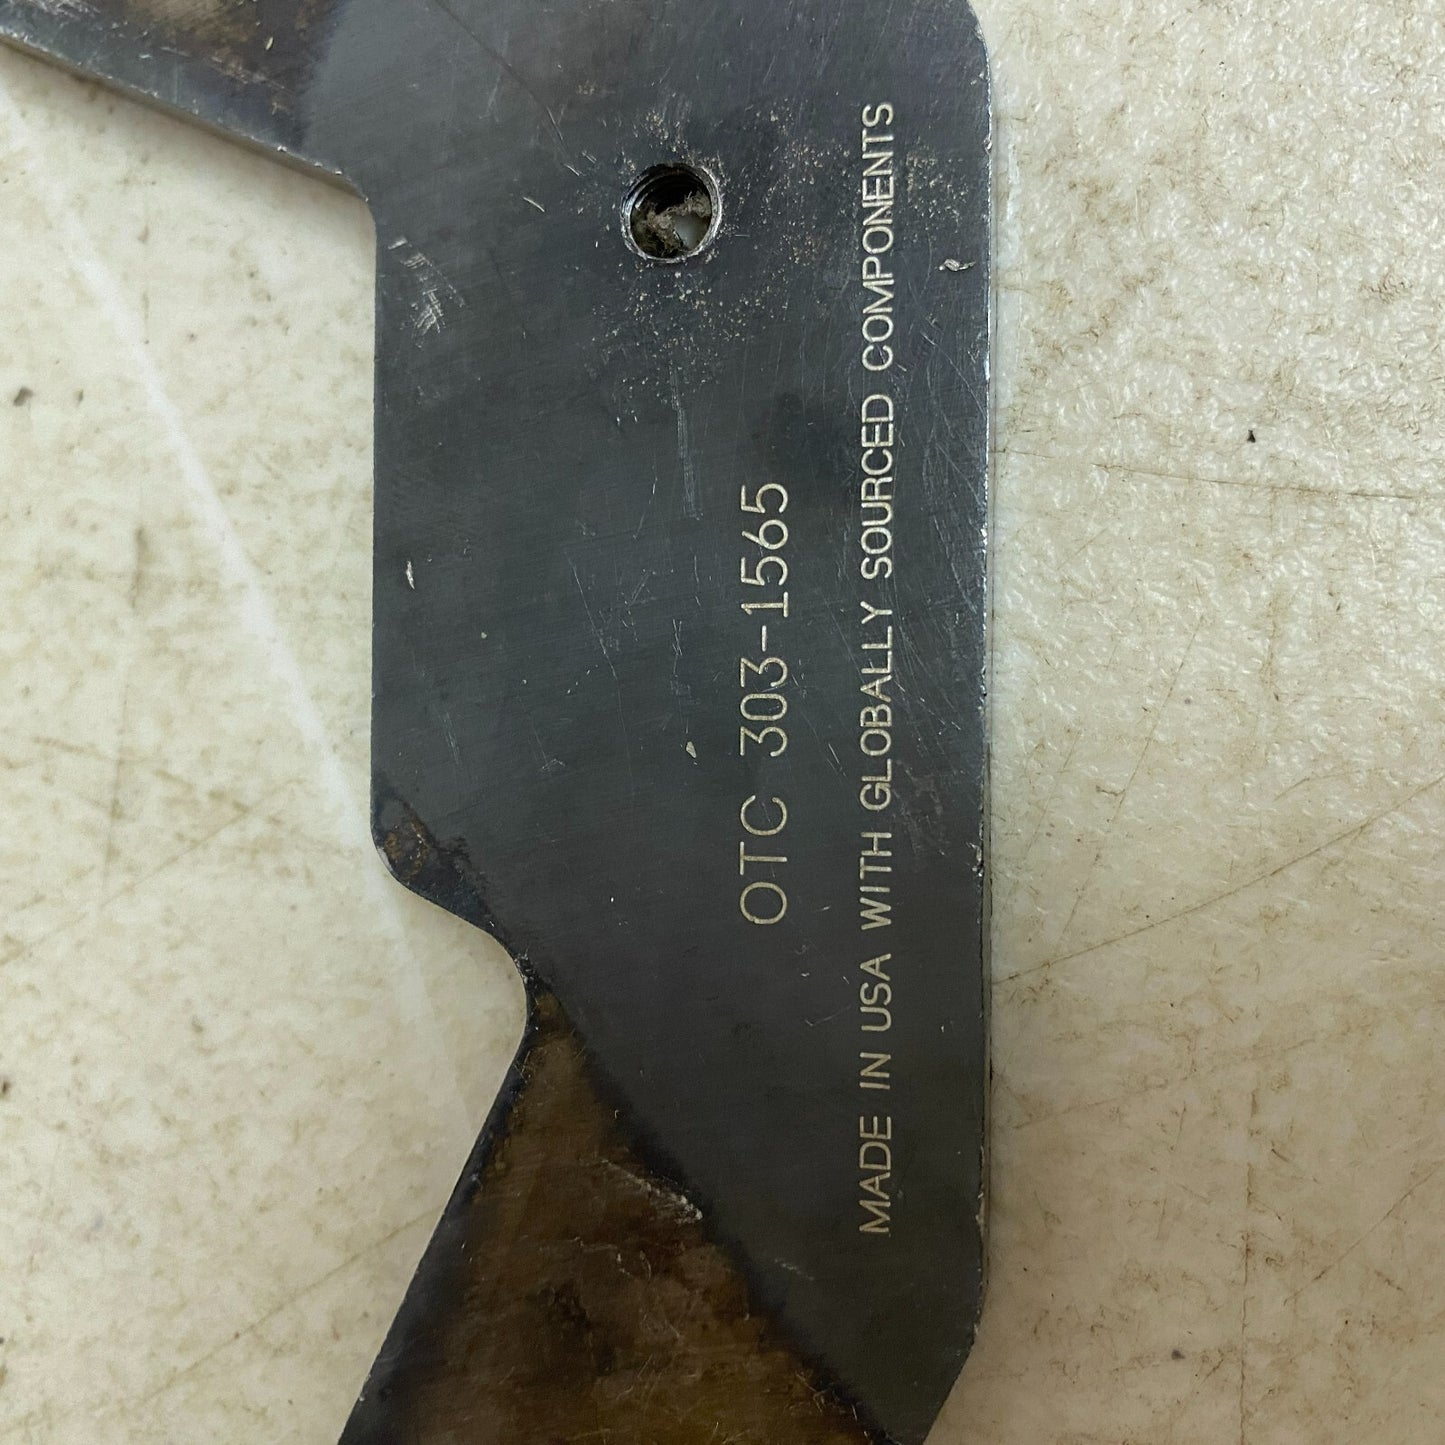 OTC 303-1565
MADE IN USA WITH GLOBALLY SOURCED COMPONENTS